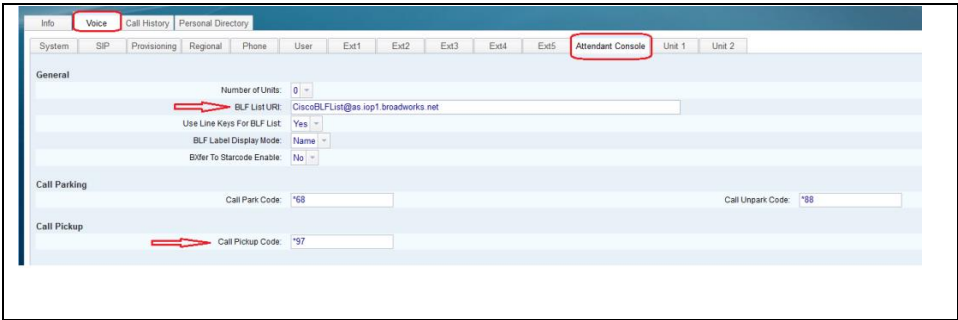 Info Voice Call History Personal Directory
System SIP Provisioning Regional Phone User Ext1 Ext2 Ext3 Ext4 Ext5 Attendant Console Unit 1 Unit 2
General
Number of Units: 0
BLF List URI: CiscoBLFList@as.iop1.broadworks.net
Use Line Keys For BLF List: Yes
BLF Label Display Mode: Name
BXfer To Starcode Enable: No
Call Parking
Call Park Code: *68 Call Unpark Code: *88
Call Pickup
Call Pickup Code: *97